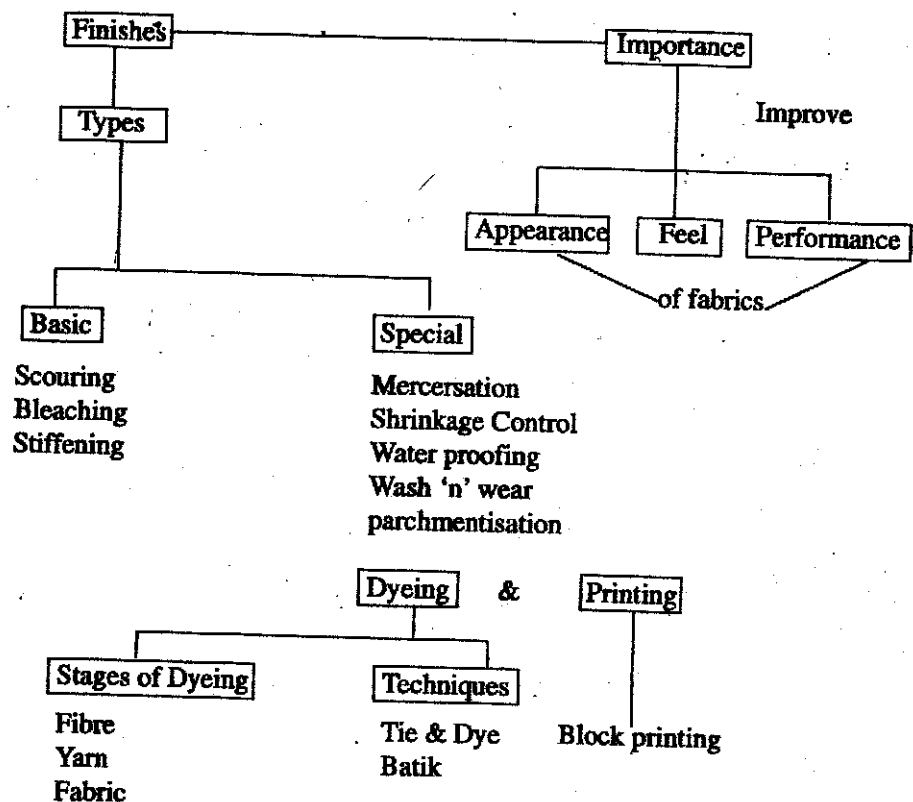 Finishes
Importance
Types
Improve
Appearance
Feel
Performance
of fabrics
Basic
Special
Scouring
Bleaching
Stiffening
Mercersation
Shrinkage Control
Water proofing
Wash 'n' wear
parchmentisation
Dyeing & Printing
Stages of Dyeing
Techniques
Fibre
Yarn
Fabric
Tie & Dye
Batik
Block printing